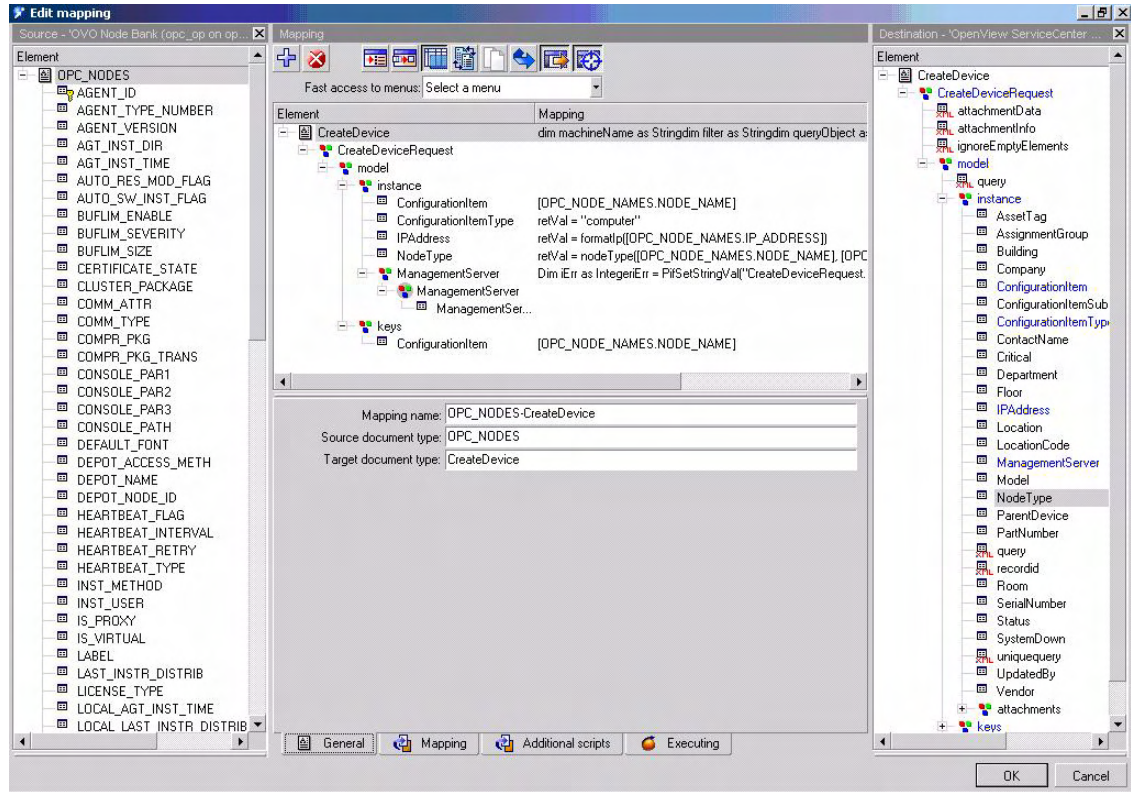 Edit mapping
Source - 'OVO Node Bank (opc_op on op...
Element
OPC_NODES
AGENT_ID
AGENT_TYPE_NUMBER
AGENT_VERSION
AGT_INST_DIR
AGT_INST_TIME
AUTO_RES_MOD_FLAG
AUTO_SW_INST_FLAG
BUFLIM_ENABLE
BUFLIM_SEVERITY
BUFLIM_SIZE
CERTIFICATE_STATE
CLUSTER_PACKAGE
COMM_ATTR
COMM_TYPE
COMPR_PKG
COMPR_PKG_TRANS
CONSOLE_PAR1
CONSOLE_PAR2
CONSOLE_PAR3
CONSOLE_PATH
DEFAULT_FONT
DEPOT_ACCESS_METH
DEPOT_NAME
DEPOT_NODE_ID
HEARTBEAT_FLAG
HEARTBEAT_INTERVAL
HEARTBEAT_RETRY
HEARTBEAT_TYPE
INST_METHOD
INST_USER
IS_PROXY
IS_VIRTUAL
LABEL
LAST_INSTR_DISTRIB
LICENSE_TYPE
LOCAL_AGT_INST_TIME
LOCAL_LAST_INSTR_DISTRIB
Mapping
Fast access to menus: Select a menu
Element Mapping
CreateDevice dim machineName as Stringdim filter as Stringdim queryObject a
CreateDeviceRequest
model
instance
ConfigurationItem [OPC_NODE_NAMES.NODE_NAME]
ConfigurationItemType retVal = "computer"
IPAddress retVal = formatIp([OPC_NODE_NAMES.IP_ADDRESS])
NodeType retVal = nodeType([OPC_NODE_NAMES.NODE_NAME], [OPC
ManagementServer Dim iErr as IntegeriErr = PifSetStringVal("CreateDeviceRequest.
ManagementServer
ManagementSer...
keys
ConfigurationItem [OPC_NODE_NAMES.NODE_NAME]
Mapping name: OPC_NODES-CreateDevice
Source document type: OPC_NODES
Target document type: CreateDevice
General Mapping Additional scripts Executing
Destination - 'OpenView ServiceCenter ...
Element
CreateDevice
CreateDeviceRequest
XML attachmentData
XML attachmentInfo
XML ignoreEmptyElements
model
XML query
instance
AssetTag
AssignmentGroup
Building
Company
ConfigurationItem
ConfigurationItemSub
ConfigurationItemType
ContactName
Critical
Department
Floor
IPAddress
Location
LocationCode
ManagementServer
Model
NodeType
ParentDevice
PartNumber
XML query
XML recordid
Room
SerialNumber
Status
SystemDown
XML uniquequery
UpdatedBy
Vendor
attachments
keys
OK Cancel